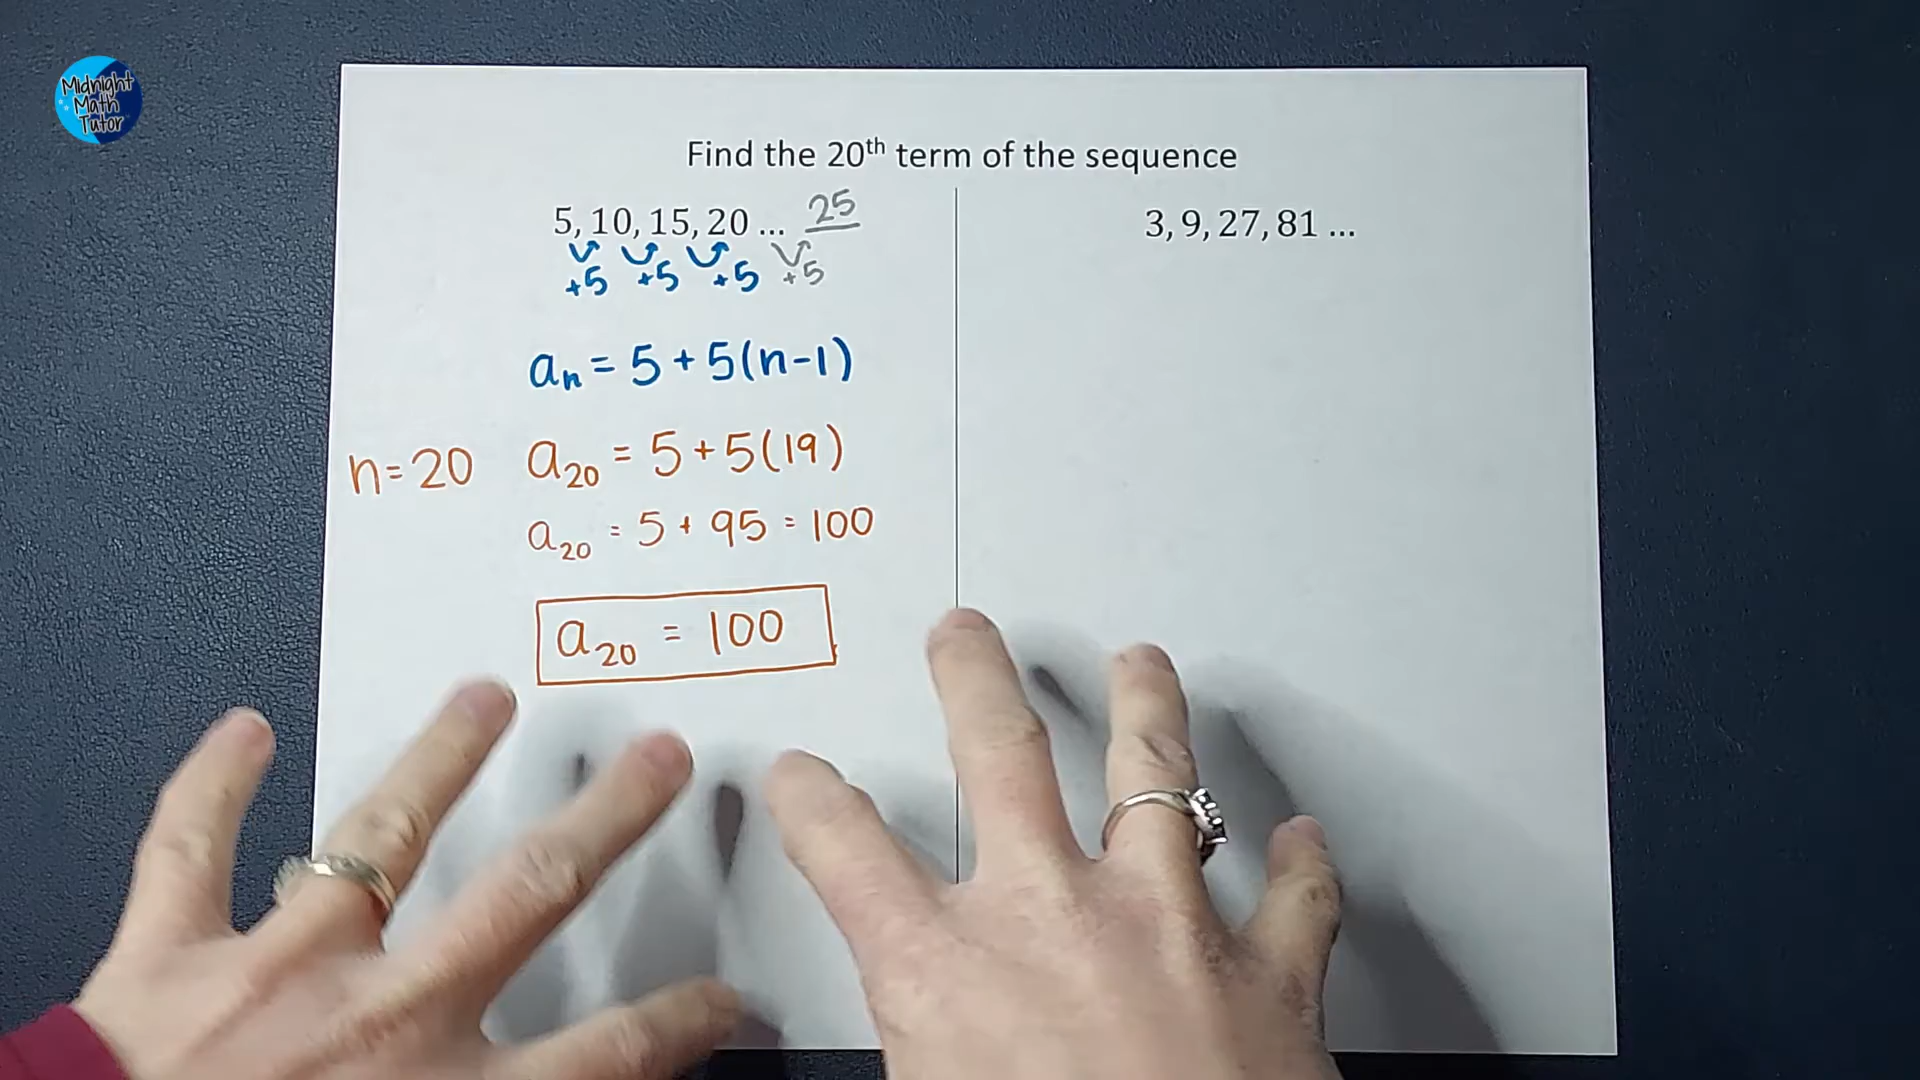 Midnight
Math
Tutor
Find the 20th term of the sequence
5, 10, 15, 20 ... 25
+5 +5 +5 +5
an = 5 + 5(n-1)
n=20 a20 = 5 + 5(19)
a20 = 5 + 95 = 100
a20 = 100
3, 9, 27, 81 ...